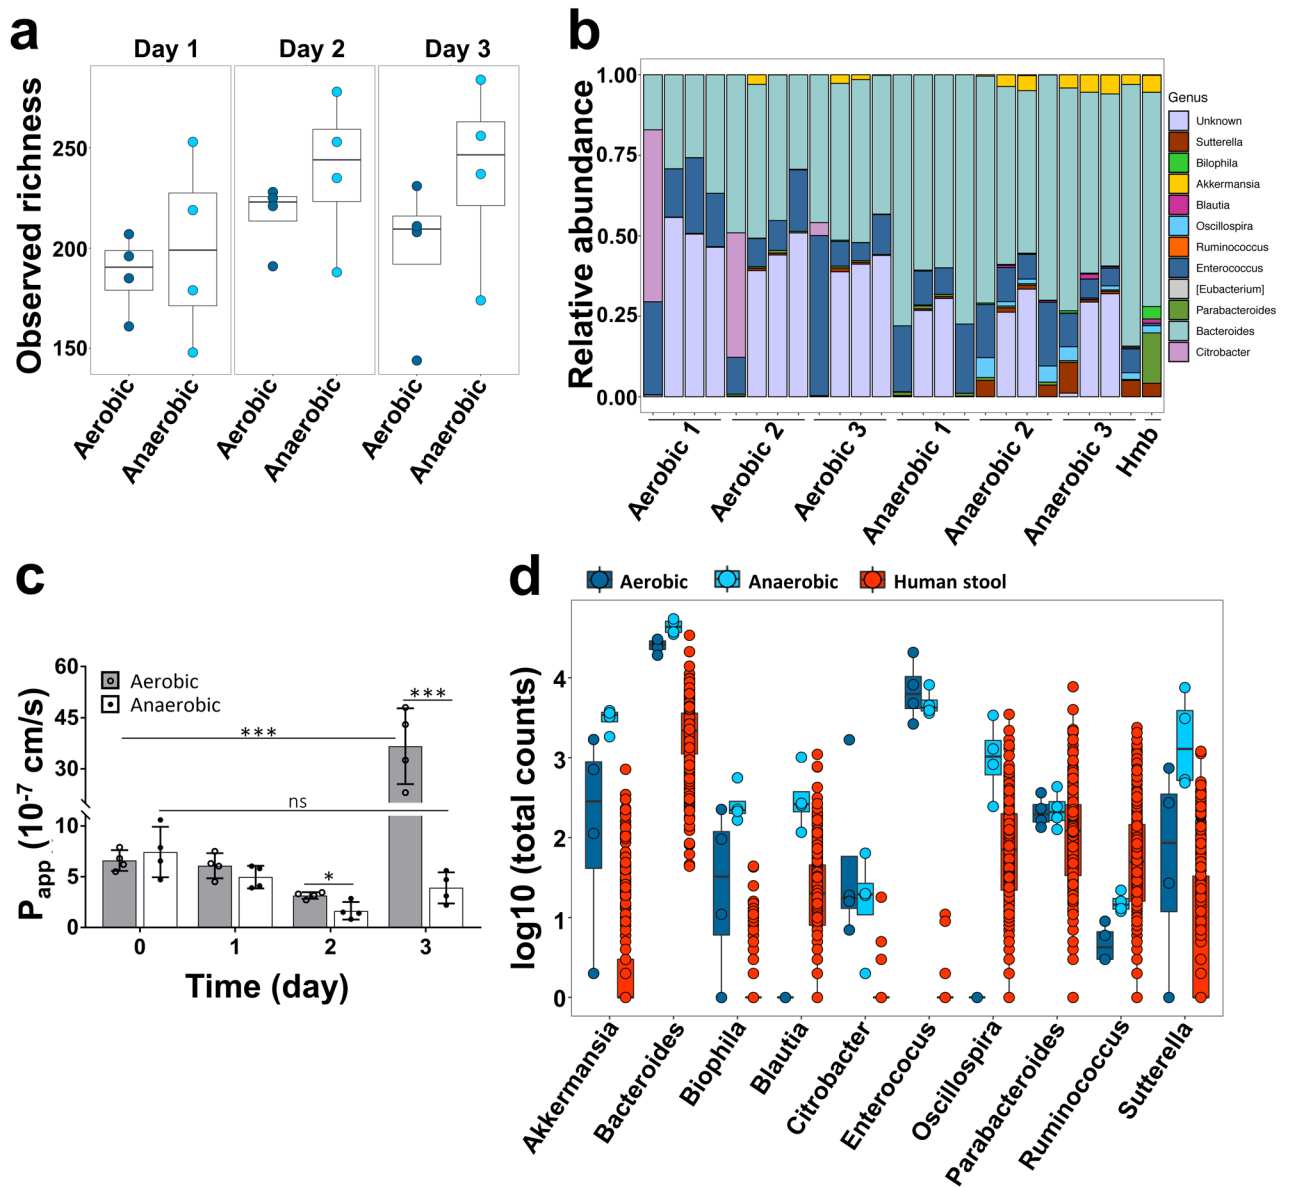 a
Day 1
Day 2
Day 3
Observed richness
250
200
150
Aerobic
Anaerobic
Aerobic
Anaerobic
Aerobic
Anaerobic
b
Relative abundance
1.00
0.75
0.50
0.25
0.00
Aerobic 1
Aerobic 2
Aerobic 3
Anaerobic 1
Anaerobic 2
Anaerobic 3
Hmb
Genus
Unknown
Sutterella
Bilophila
Akkermansia
Blautia
Oscillospira
Ruminococcus
Enterococcus
[Eubacterium]
Parabacteroides
Bacteroides
Citrobacter
c
Aerobic
Anaerobic
Papp (10-7 cm/s)
60
45
30
10
5
0
***
***
ns
*
0
1
2
3
Time (day)
d
Aerobic
Anaerobic
Human stool
log10 (total counts)
4
3
2
1
0
Akkermansia
Bacteroides
Biophila
Blautia
Citrobacter
Enterococus
Oscillospira
Parabacteroides
Ruminococcus
Sutterella